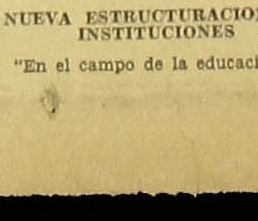 NUEVA ESTRUCTURACIO
INSTITUCIONES
"En el campo de la educaci